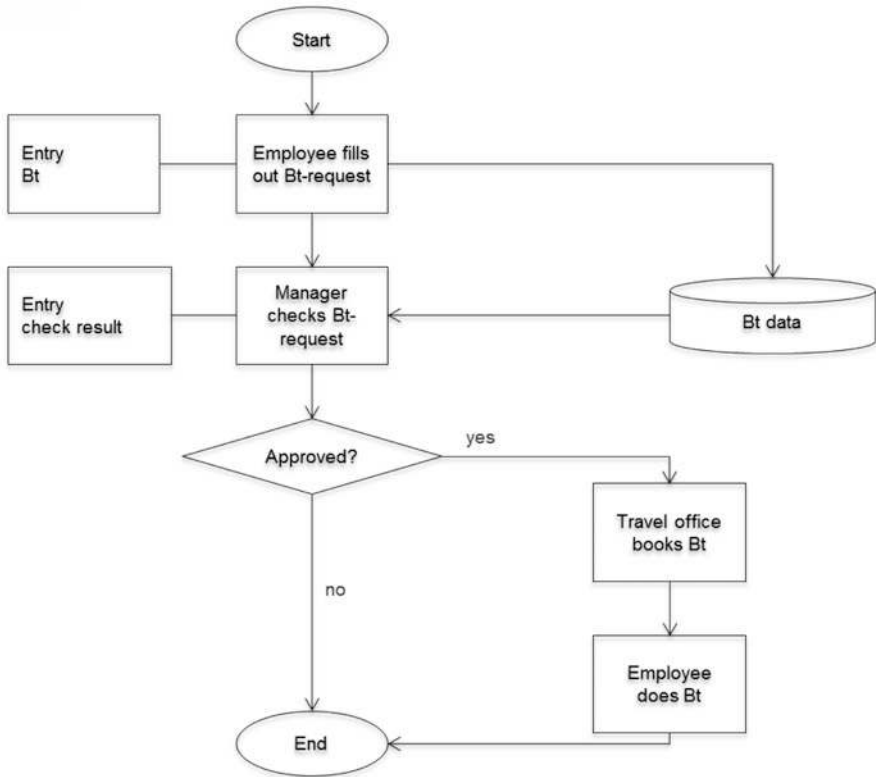 Start
Entry
Bt
Employee fills
out Bt-request
Entry
check result
Manager
checks Bt-
request
Bt data
Approved?
yes
no
Travel office
books Bt
Employee
does Bt
End